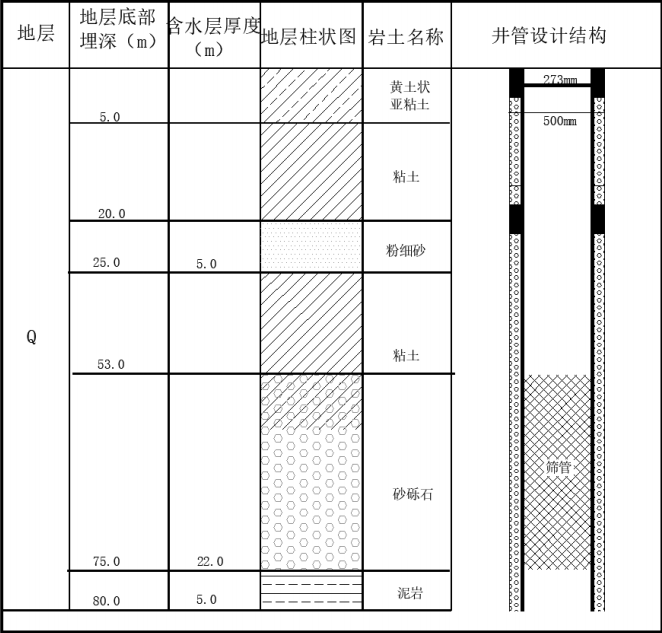 地层
地层底部
埋深（m）
含水层厚度
（m）
地层柱状图
岩土名称
井管设计结构
273mm
黄土状
亚粘土
5.0
500mm
粘土
20.0
粉细砂
25.0
5.0
Q
粘土
53.0
筛管
砂砾石
75.0
22.0
泥岩
80.0
5.0